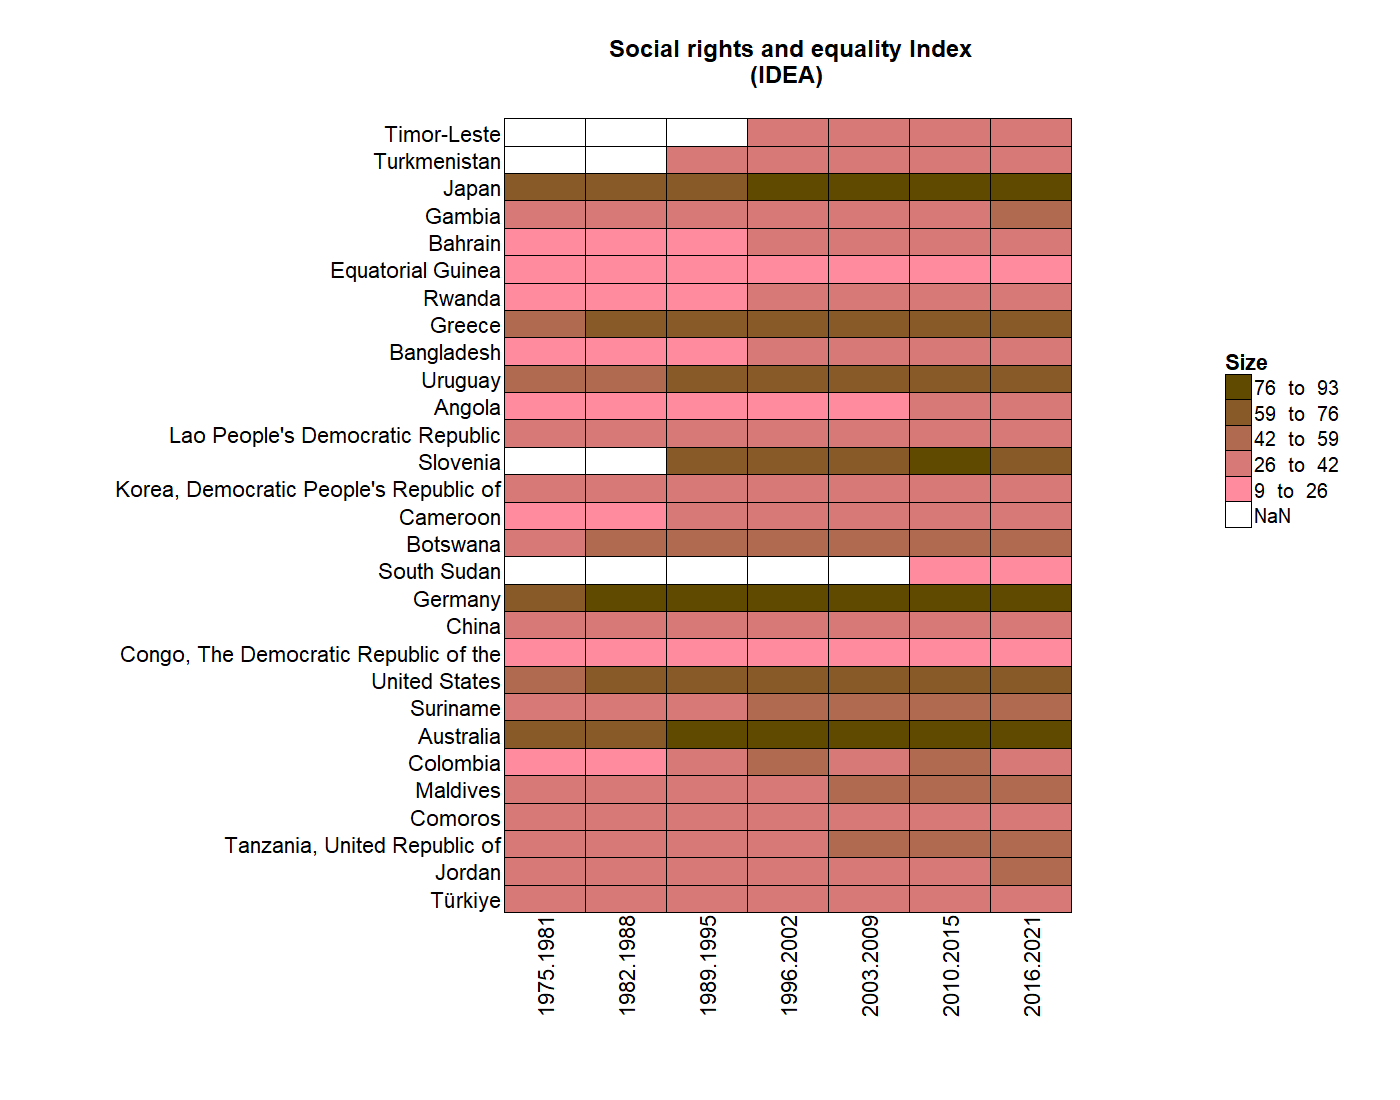 Social rights and equality Index
(IDEA)
Timor-Leste
Turkmenistan
Japan
Gambia
Bahrain
Equatorial Guinea
Rwanda
Greece
Bangladesh
Uruguay
Angola
Lao People's Democratic Republic
Slovenia
Korea, Democratic People's Republic of
Cameroon
Botswana
South Sudan
Germany
China
Congo, The Democratic Republic of the
United States
Suriname
Australia
Colombia
Maldives
Comoros
Tanzania, United Republic of
Jordan
Türkiye
1975.1981
1982.1988
1989.1995
1996.2002
2003.2009
2010.2015
2016.2021
Size
76 to 93
59 to 76
42 to 59
26 to 42
9 to 26
NaN